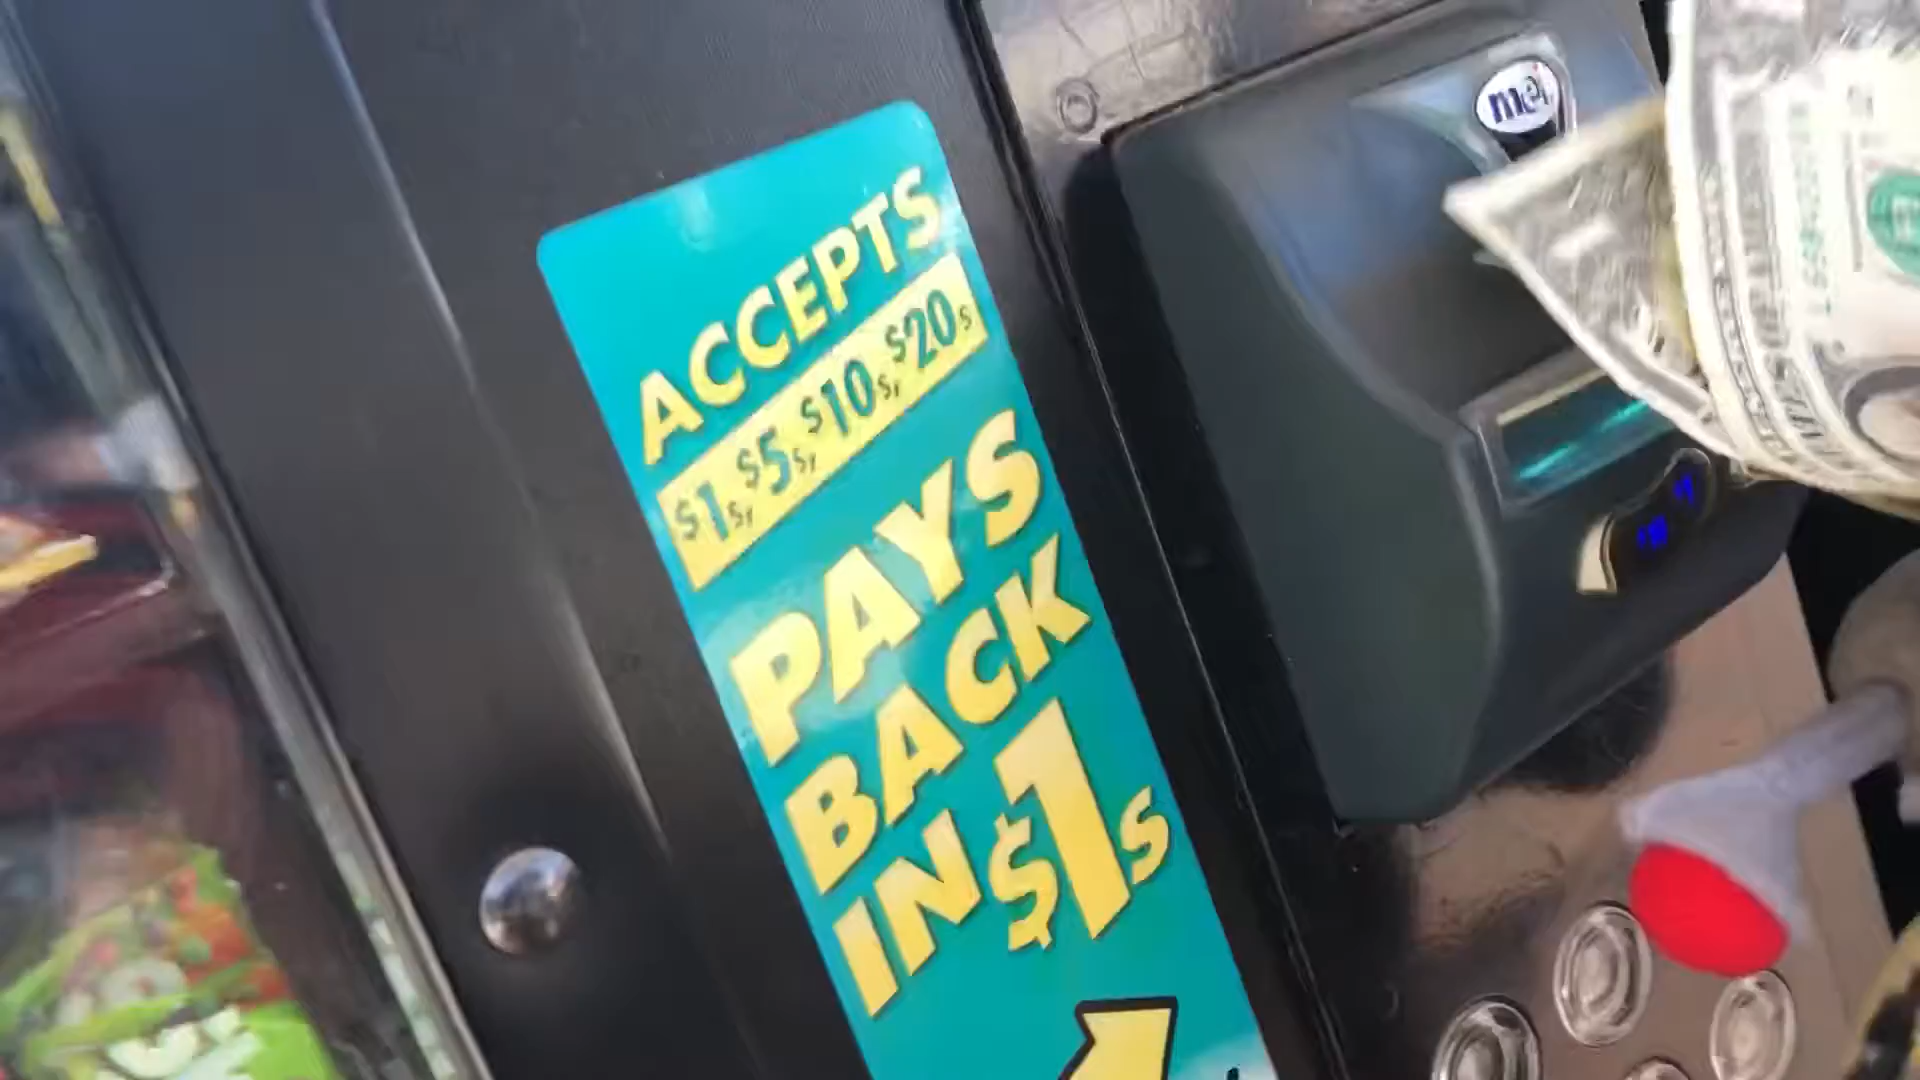 ACCEPTS
$1s, $5s, $10s, $20s
PAYS
BACK
IN $1s
mei